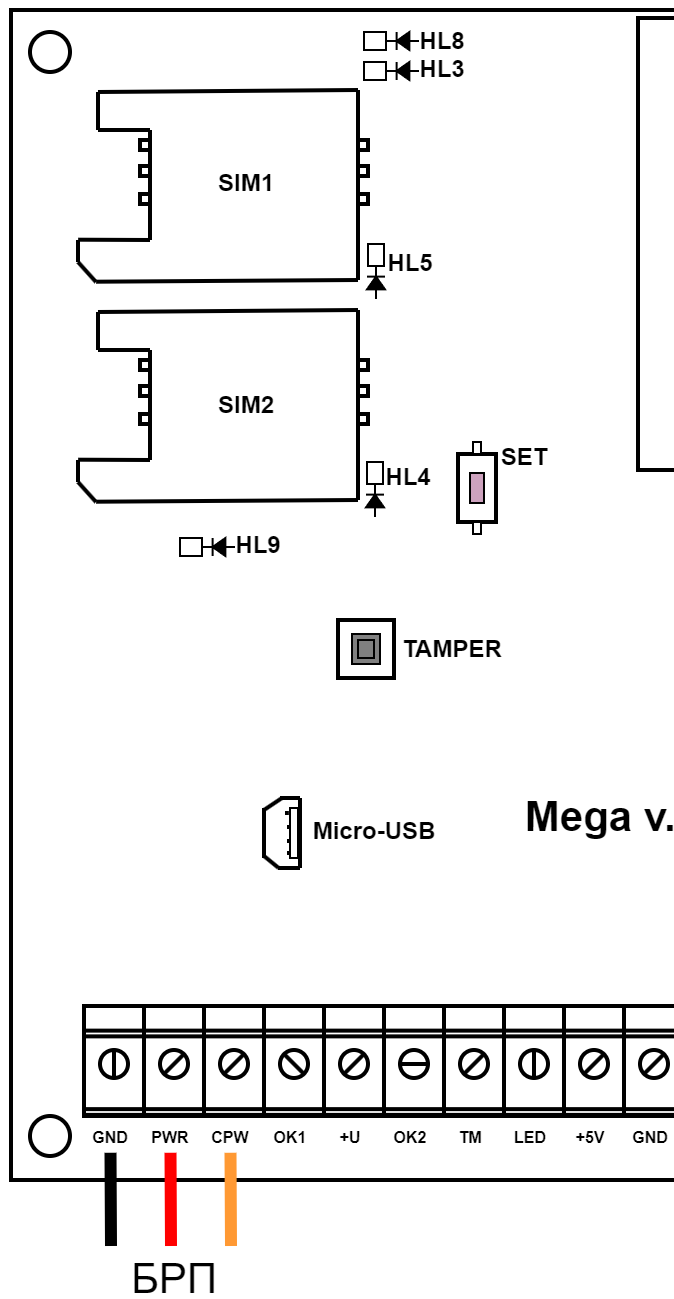 HL8
HL3
SIM1
HL5
SIM2
SET
HL4
HL9
TAMPER
Mega v.
Micro-USB
GND PWR CPW OK1 +U OK2 TM LED +5V GND
БРП